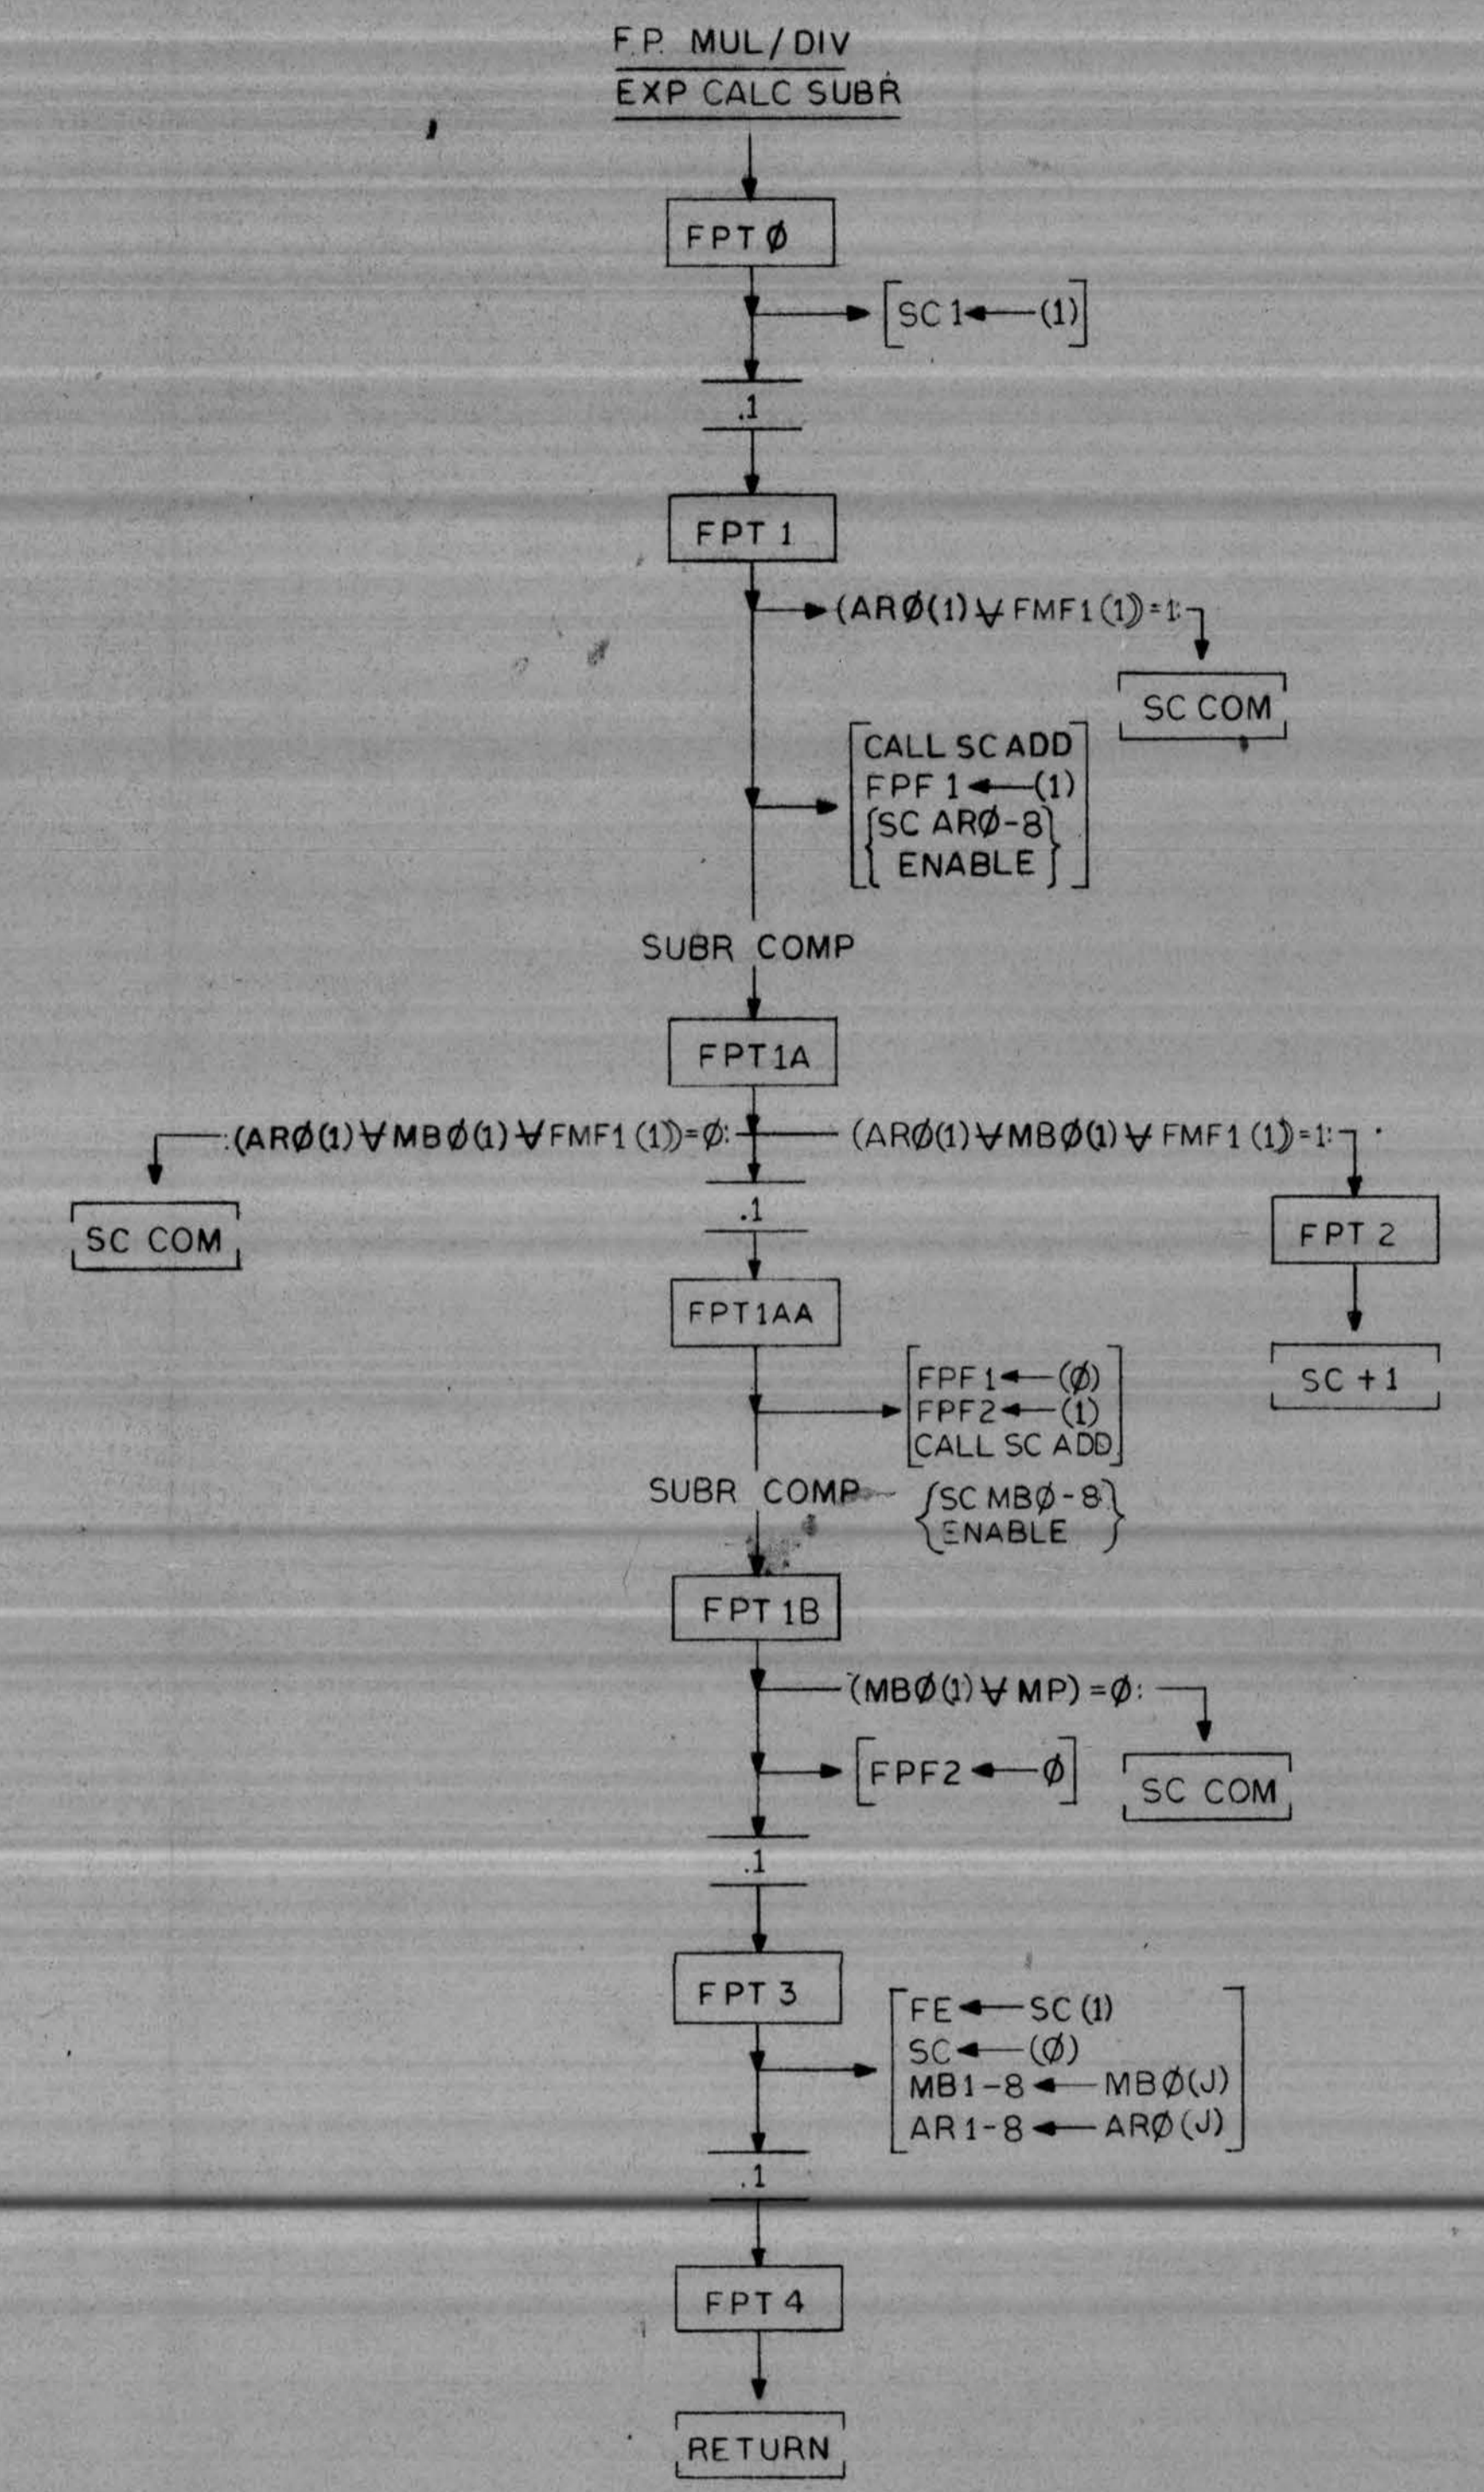 F.P. MUL/DIV
EXP CALC SUBR
FPT Ø
SC 1←(1)
.1
FPT 1
(ARØ(1)⩝FMF1(1))=1:
SC COM
CALL SC ADD
FPF 1←(1)
{SC ARØ-8
ENABLE}
SUBR COMP
FPT1A
:(ARØ(1)⩝MBØ(1)⩝FMF1(1))=Ø:
(ARØ(1)⩝MBØ(1)⩝FMF1(1))=1:
.1
SC COM
FPT 2
FPT1AA
SC +1
FPF1←(Ø)
FPF2←(1)
CALL SC ADD
SUBR COMP
{SC MBØ-8
ENABLE}
FPT 1B
(MBØ(1)⩝MP)=Ø:
FPF2←Ø
SC COM
.1
FPT 3
FE←SC(1)
SC←(Ø)
MB1-8←MBØ(J)
AR1-8←ARØ(J)
.1
FPT 4
RETURN